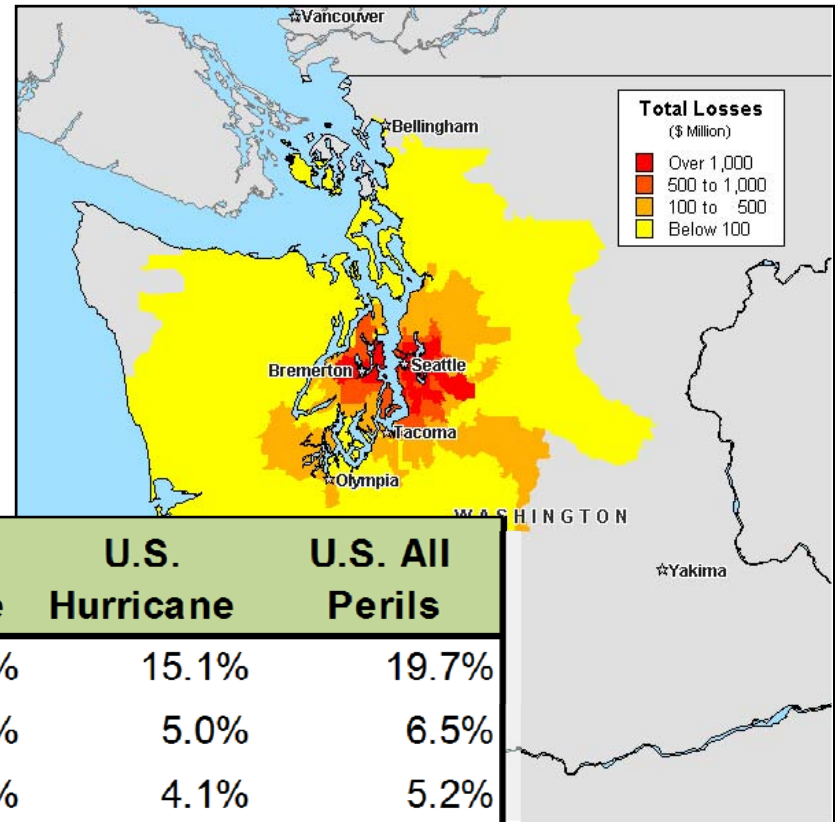 Vancouver
Bellingham
Total Losses
($ Million)
Over 1,000
500 to 1,000
100 to 500
Below 100
Bremerton
Seattle
Tacoma
Olympia
WASHINGTON
Yakima
U.S. U.S. All
e Hurricane Perils
% 15.1% 19.7%
% 5.0% 6.5%
% 4.1% 5.2%